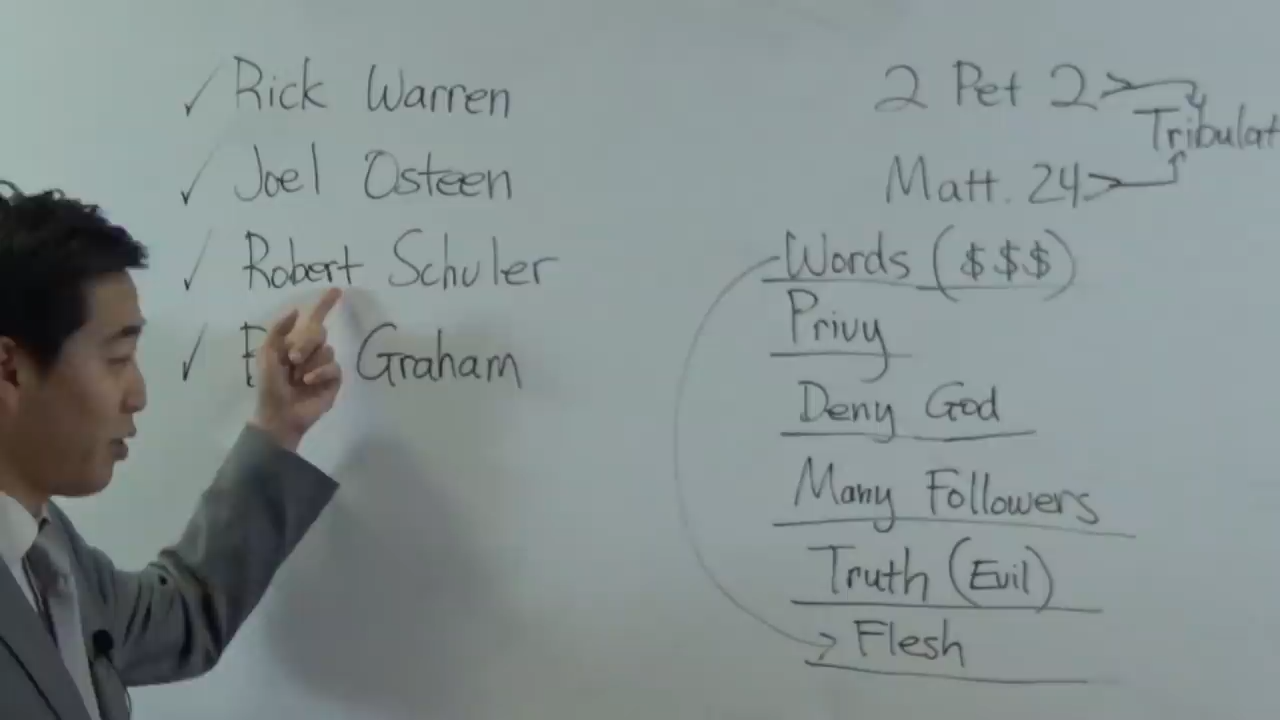 ✓ Rick Warren
✓ Joel Osteen
✓ Robert Schuler
✓ Graham
2 Pet 2
Tribulat
Matt. 24
Words ($$$)
Privy
Deny God
Many Followers
Truth (Evil)
Flesh